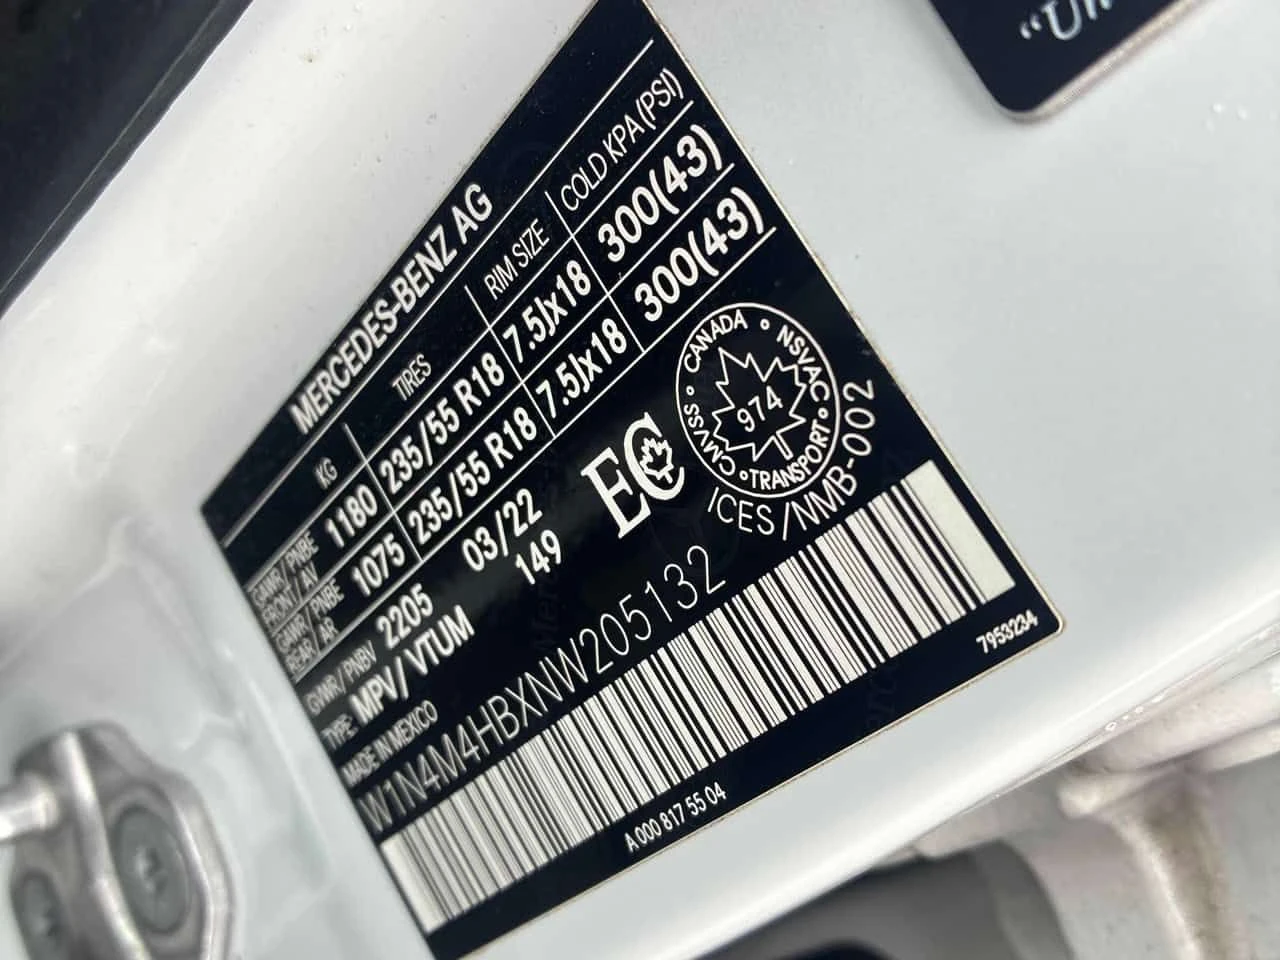 "Un
MERCEDES-BENZ AG
KG TIRES RIM SIZE COLD KPA(PSI)
GAWR/PNBE FRONT/AV 1180 235/55 R18 7.5Jx18 300(43)
GAWR/PNBE REAR/AR 1075 235/55 R18 7.5Jx18 300(43)
GVWR/PNBV 2205 03/22
TYPE: MPV/VTUM 149
MADE IN MEXICO
EC
CANADA ° NSVAC ° TRANSPORT ° CMVSS °
974
ICES/NMB-002
W1N4M4HBXNW205132
A 000 817 55 04
7953234